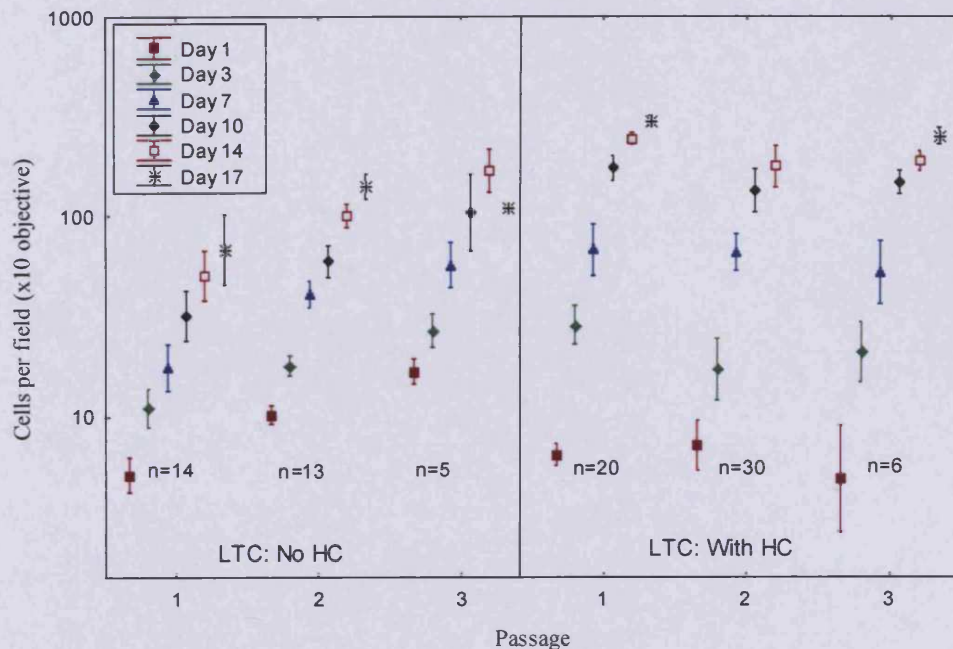 1000
100
10
Cells per field (x10 objective)
Day 1
Day 3
Day 7
Day 10
Day 14
Day 17
n=14
n=13
n=5
LTC: No HC
n=20
n=30
n=6
LTC: With HC
1
2
3
1
2
3
Passage